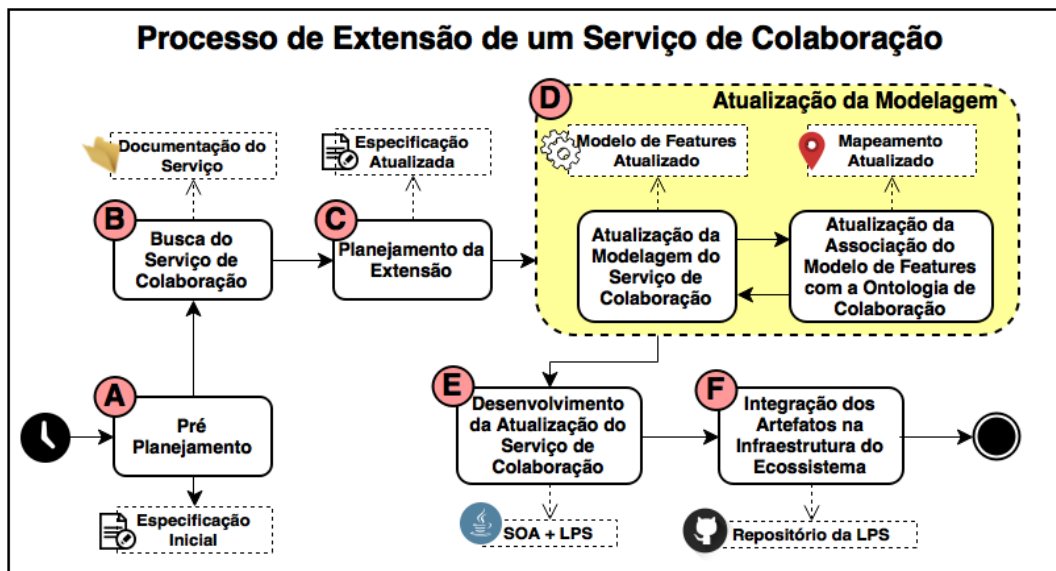 Processo de Extensão de um Serviço de Colaboração
D
Atualização da Modelagem
Documentação do
Serviço
Especificação
Atualizada
Modelo de Features
Atualizado
Mapeamento
Atualizado
B
Busca do
Serviço de
Colaboração
C
Planejamento da
Extensão
Atualização da
Modelagem do
Serviço de
Colaboração
Atualização da
Associação do
Modelo de Features
com a Ontologia de
Colaboração
A
Pré
Planejamento
E
Desenvolvimento
da Atualização do
Serviço de
Colaboração
F
Integração dos
Artefatos na
Infraestrutura do
Ecossistema
Especificação
Inicial
SOA + LPS
Repositório da LPS